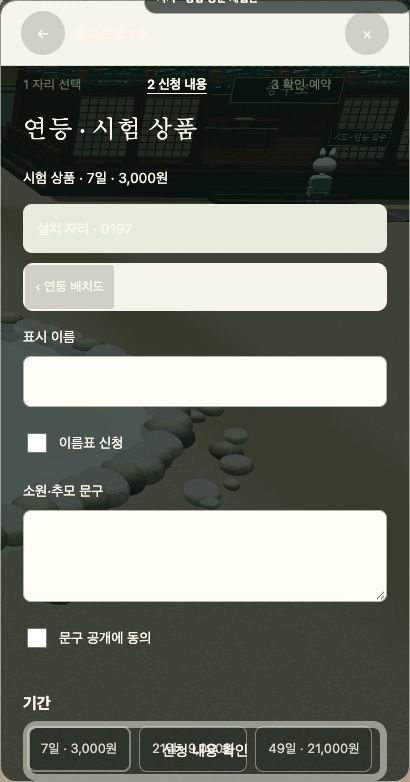 ←
×
1 자리 선택
2 신청 내용
3 확인·예약
연등 · 시험 상품
시험 상품 · 7일 · 3,000원
설치 자리 · 0197
‹ 연등 배치도
표시 이름
이름표 신청
소원·추모 문구
문구 공개에 동의
기간
7일 · 3,000원
신청 내용 확인
49일 · 21,000원